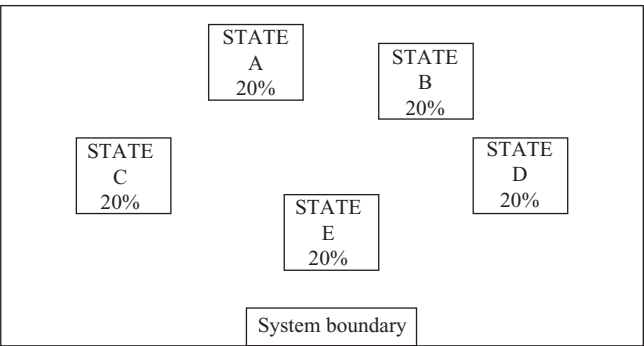 STATE
A
20%
STATE
B
20%
STATE
C
20%
STATE
D
20%
STATE
E
20%
System boundary